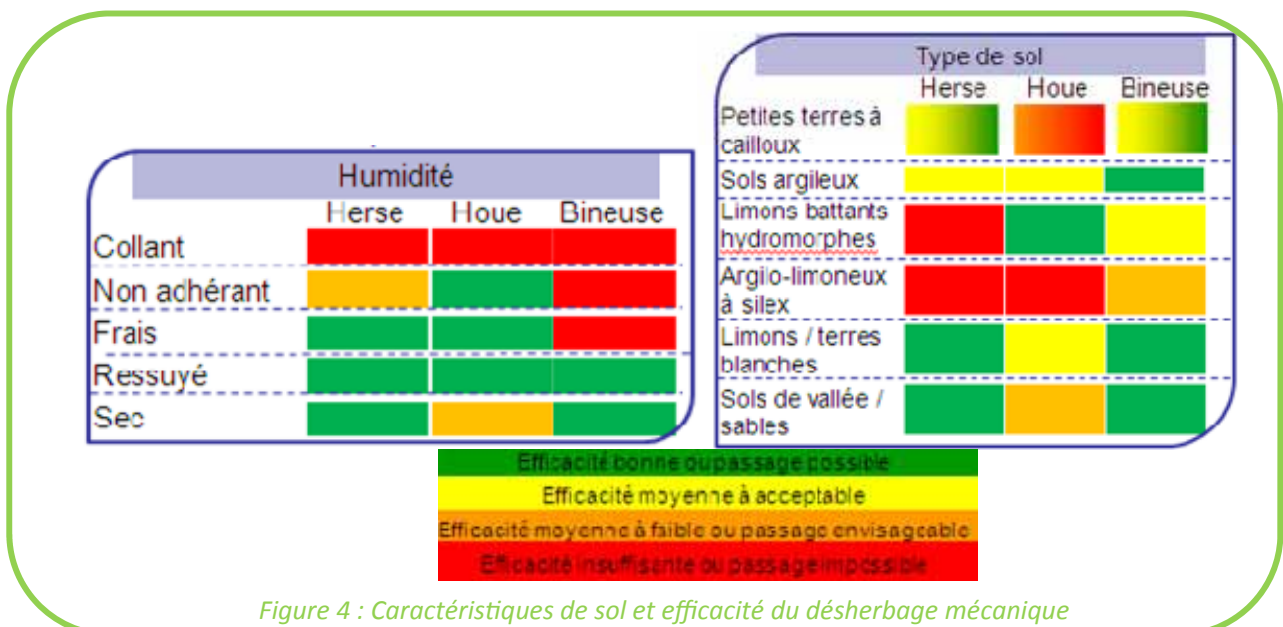 Humidité
Herse Houe Bineuse
Collant
Non adhérant
Frais
Ressuyé
Sec
Type de sol
Herse Houe Bineuse
Petites terres à
cailloux
Sols argileux
Limons battants
hydromorphes
Argilo-limoneux
à silex
Limons / terres
blanches
Sols de vallée /
sables
Efficacité bonne ou passage possible
Efficacité moyenne à acceptable
Efficacité moyenne à faible ou passage envisageable
Efficacité insuffisante ou passage impossible
Figure 4 : Caractéristiques de sol et efficacité du désherbage mécanique